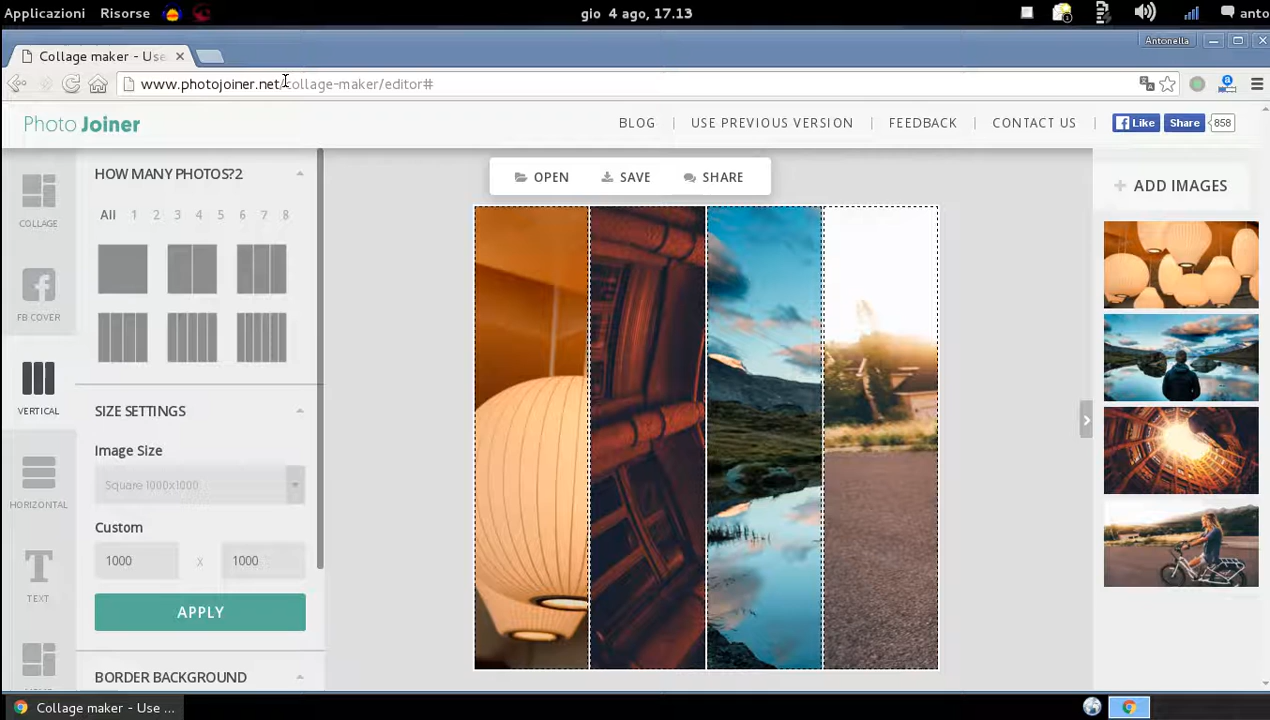 Applicazioni Risorse gio 4 ago, 17.13 anto
Collage maker - Use Antonella
www.photojoiner.net/collage-maker/editor#
Photo Joiner BLOG | USE PREVIOUS VERSION | FEEDBACK | CONTACT US | Like Share 858
HOW MANY PHOTOS?2
OPEN SAVE SHARE
ADD IMAGES
All 1 2 3 4 5 6 7 8
COLLAGE
FB COVER
VERTICAL
SIZE SETTINGS
Image Size
Square 1000x1000
HORIZONTAL
Custom
1000 x 1000
TEXT
APPLY
BORDER BACKGROUND
Collage maker - Use ...